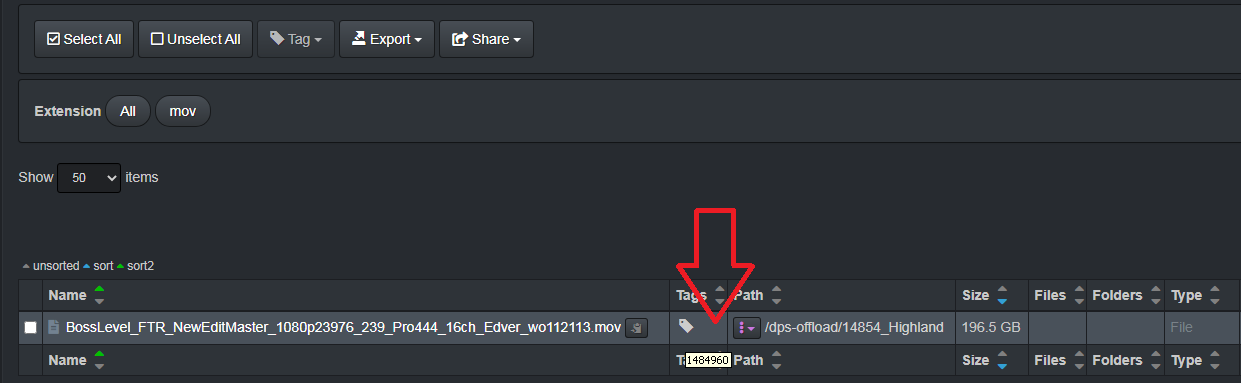 Select All Unselect All Tag Export Share
Extension All mov
Show 50 items
unsorted sort sort2
Name Tags Path Size Files Folders Type
BossLevel_FTR_NewEditMaster_1080p23976_239_Pro444_16ch_Edver_wo112113.mov /dps-offload/14854_Highland 196.5 GB File
Name Path Size Files Folders Type
1484960